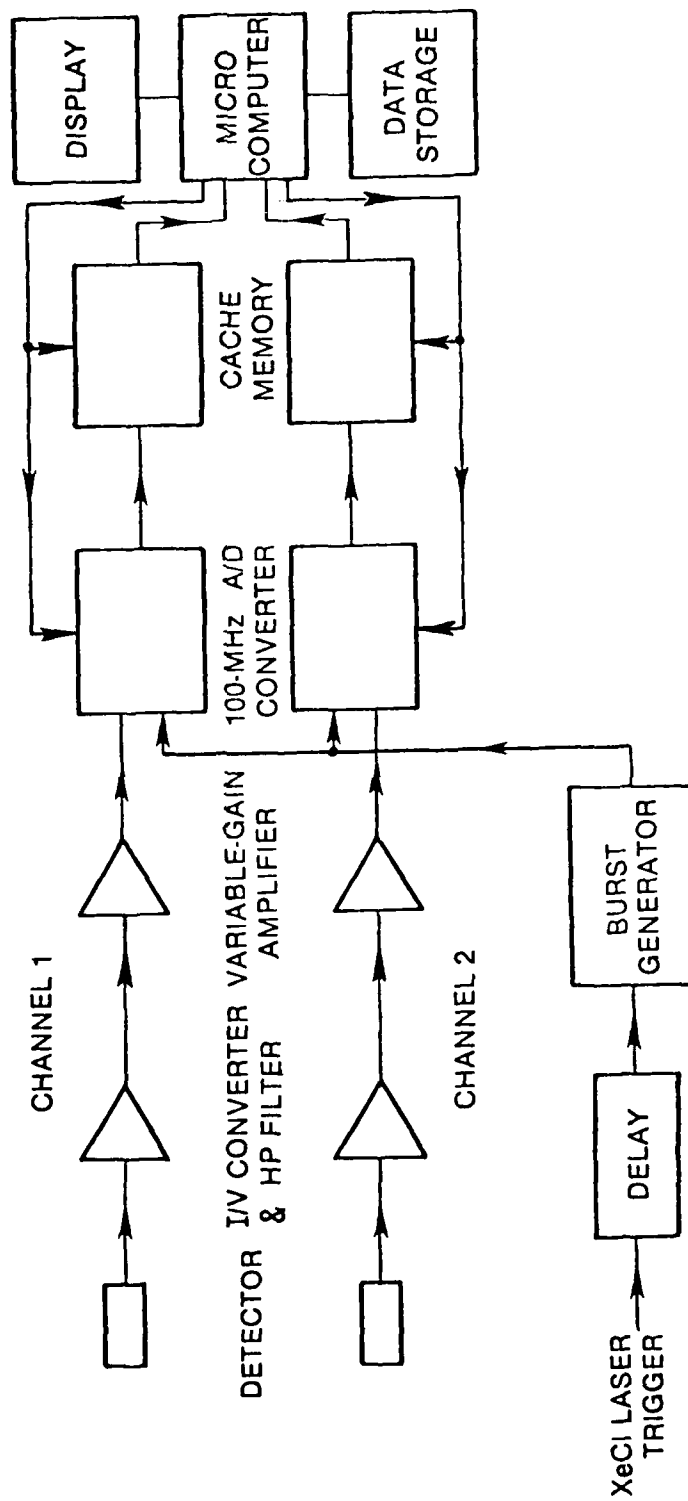 CHANNEL 1
DETECTOR
I/V CONVERTER
& HP FILTER
VARIABLE-GAIN
AMPLIFIER
100-MHz A/D
CONVERTER
CACHE
MEMORY
DISPLAY
MICRO
COMPUTER
DATA
STORAGE
CHANNEL 2
XeCl LASER
TRIGGER
DELAY
BURST
GENERATOR